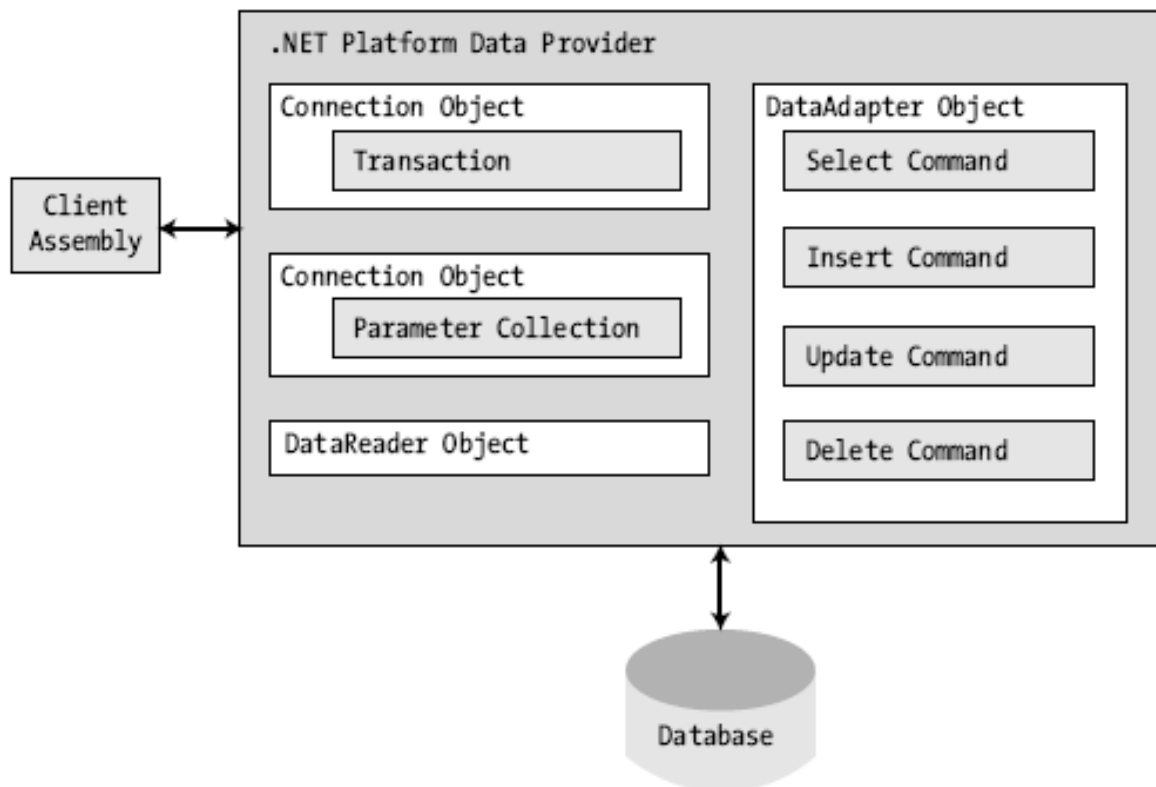 .NET Platform Data Provider
Connection Object
Transaction
Connection Object
Parameter Collection
DataReader Object
DataAdapter Object
Select Command
Insert Command
Update Command
Delete Command
Client
Assembly
Database